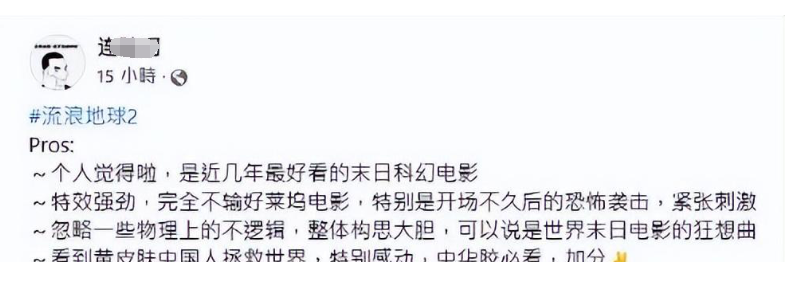 连
15 小時
#流浪地球2
Pros:
～个人觉得啦，是近几年最好看的末日科幻电影
～特效强劲，完全不输好莱坞电影，特别是开场不久后的恐怖袭击，紧张刺激
～忽略一些物理上的不逻辑，整体构思大胆，可以说是世界末日电影的狂想曲
～看到黄皮肤中国人拯救世界，特别感动，中华胶必看，加分✌